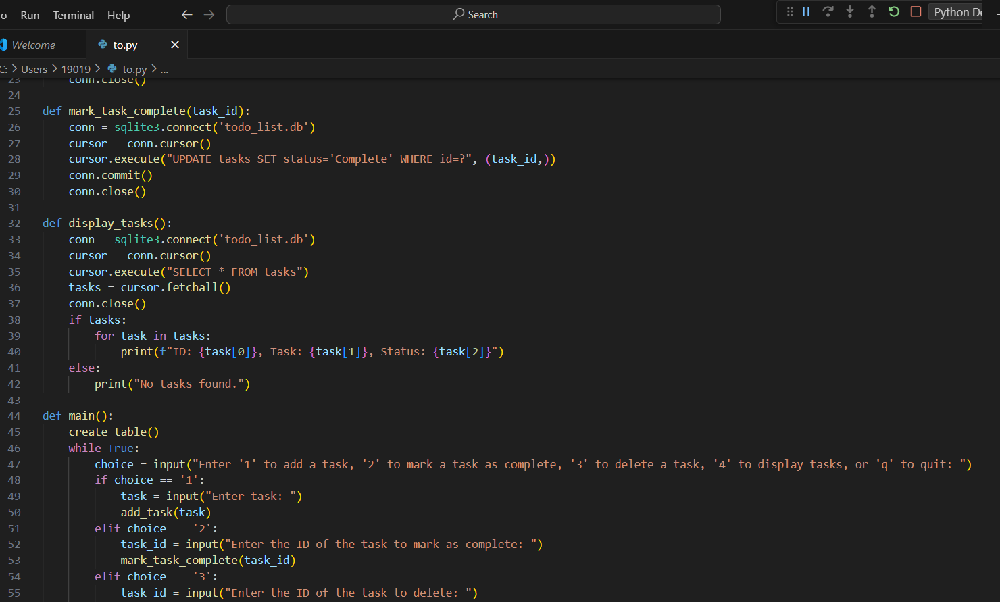 o Run Terminal Help Search Python De
Welcome to.py
C: > Users > 19019 > to.py > ...
23 conn.close()
24
25 def mark_task_complete(task_id):
26     conn = sqlite3.connect('todo_list.db')
27     cursor = conn.cursor()
28     cursor.execute("UPDATE tasks SET status='Complete' WHERE id=?", (task_id,))
29     conn.commit()
30     conn.close()
31
32 def display_tasks():
33     conn = sqlite3.connect('todo_list.db')
34     cursor = conn.cursor()
35     cursor.execute("SELECT * FROM tasks")
36     tasks = cursor.fetchall()
37     conn.close()
38     if tasks:
39         for task in tasks:
40             print(f"ID: {task[0]}, Task: {task[1]}, Status: {task[2]}")
41     else:
42         print("No tasks found.")
43
44 def main():
45     create_table()
46     while True:
47         choice = input("Enter '1' to add a task, '2' to mark a task as complete, '3' to delete a task, '4' to display tasks, or 'q' to quit: ")
48         if choice == '1':
49             task = input("Enter task: ")
50             add_task(task)
51         elif choice == '2':
52             task_id = input("Enter the ID of the task to mark as complete: ")
53             mark_task_complete(task_id)
54         elif choice == '3':
55             task_id = input("Enter the ID of the task to delete: ")